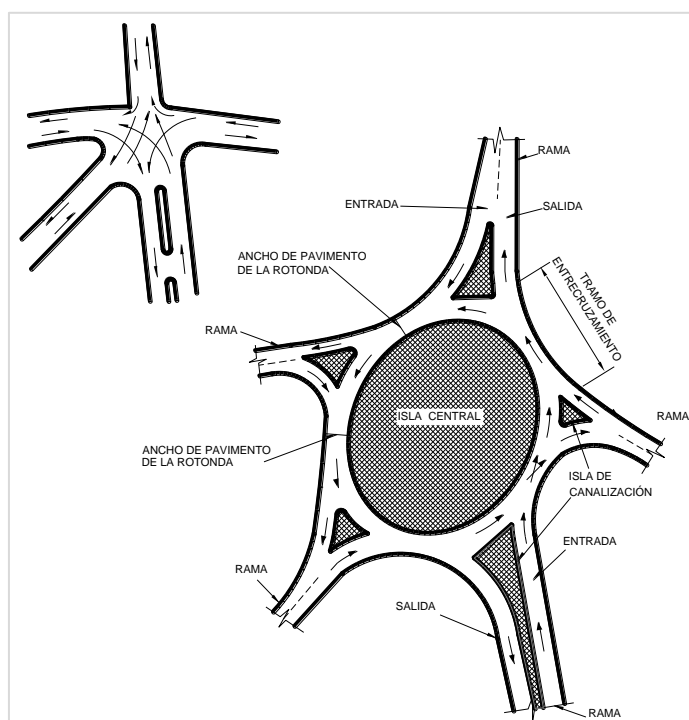 RAMA
ENTRADA
SALIDA
ANCHO DE PAVIMENTO
DE LA ROTONDA
TRAMO DE
ENTRECRUZAMIENTO
RAMA
ISLA CENTRAL
RAMA
ANCHO DE PAVIMENTO
DE LA ROTONDA
ISLA DE
CANALIZACIÓN
ENTRADA
RAMA
SALIDA
RAMA